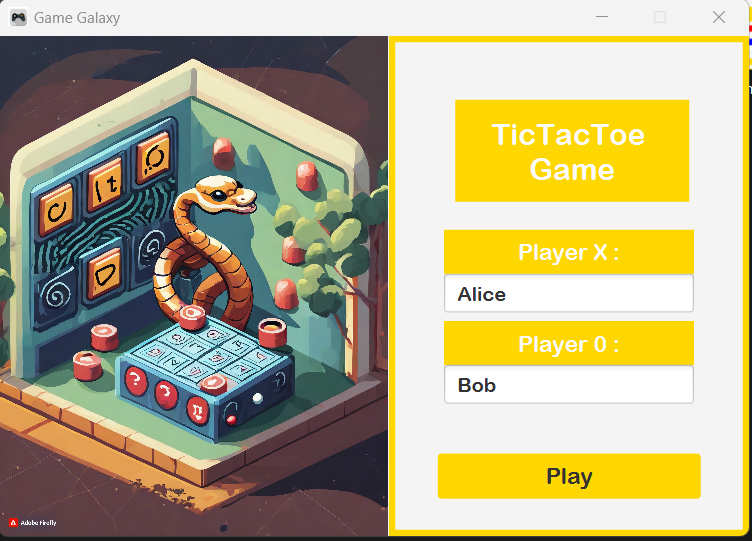 Game Galaxy
TicTacToe
Game
Player X :
Alice
Player 0 :
Bob
Play
Adobe Firefly